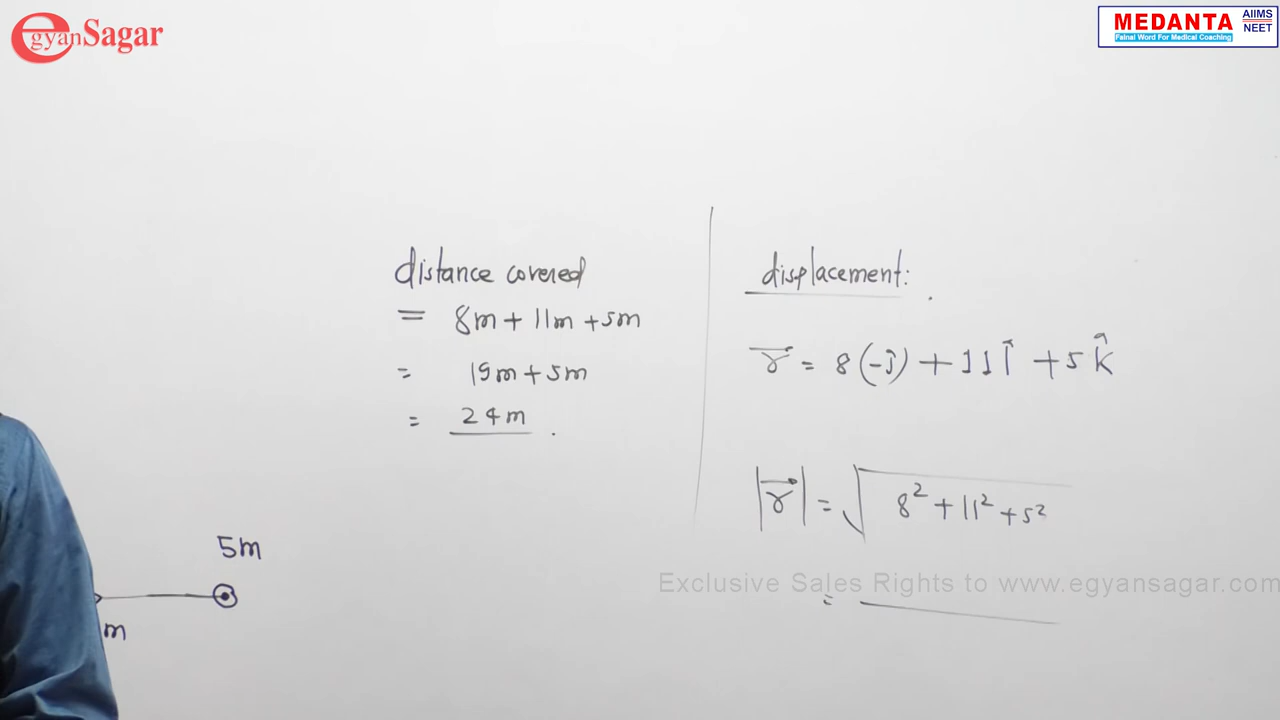 egyanSagar
MEDANTA
Fainal Word For Medical Coaching
AIIMS
NEET
distance covered
= 8m + 11m + 5m
= 19m + 5m
= 24m .
displacement: .
r⃗ = 8(-ĵ) + 11î + 5k̂
|r⃗| = √8² + 11² + 5²
=
5m
m
Exclusive Sales Rights to www.egyansagar.com